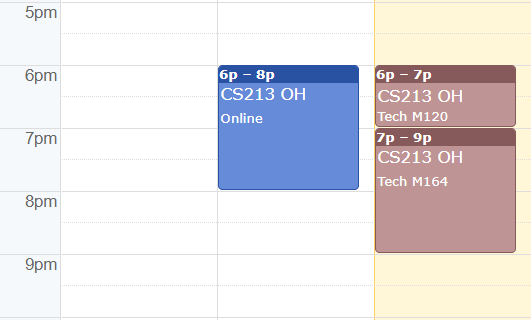 5pm
6pm
7pm
8pm
9pm
6p – 8p
CS213 OH
Online
6p – 7p
CS213 OH
Tech M120
7p – 9p
CS213 OH
Tech M164